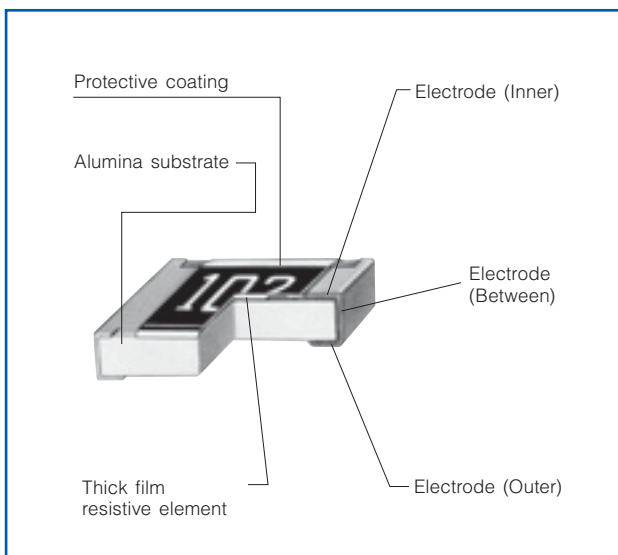 Protective coating
Electrode (Inner)
Alumina substrate
102
Electrode
(Between)
Thick film
resistive element
Electrode (Outer)